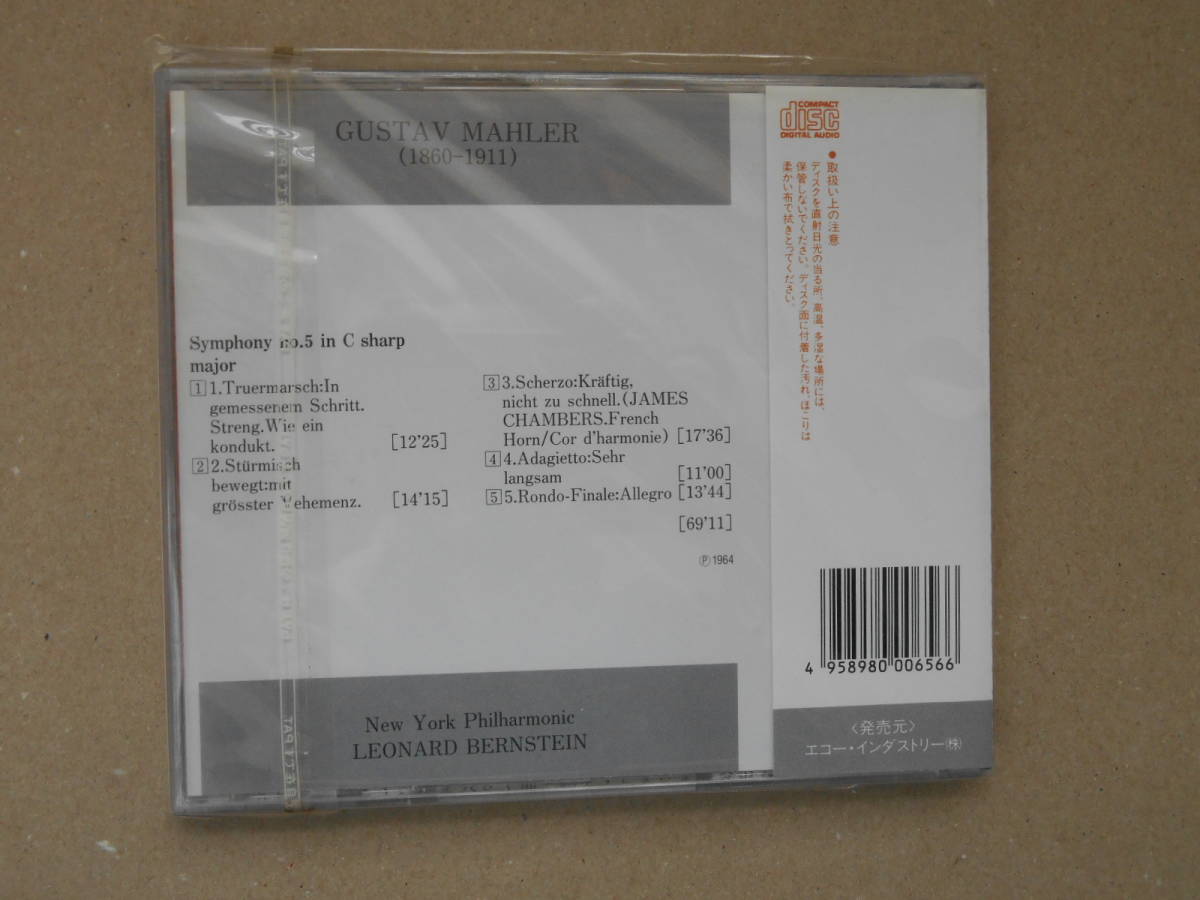 GUSTAV MAHLER
(1860-1911)
Symphony no.5 in C sharp
major
1 1.Truermarsch:In
gemessenem Schritt.
Streng.Wie ein
kondukt. [12'25]
2 2.Stürmisch
bewegt:mit
grösster Vehemenz. [14'15]
3 3.Scherzo:Kräftig,
nicht zu schnell.(JAMES
CHAMBERS.French
Horn/Cor d'harmonie) [17'36]
4 4.Adagietto:Sehr
langsam [11'00]
5 5.Rondo-Finale:Allegro [13'44]
[69'11]
Ⓟ1964
New York Philharmonic
LEONARD BERNSTEIN
COMPACT
disc
DIGITAL AUDIO
●取扱い上の注意
ディスクを直射日光の当る所、高温、多湿な場所には、
保管しないでください。ディスク面に付着した汚れ、ほこりは
柔かい布で拭きとってください。
4 958980 006566
〈発売元〉
エコー・インダストリー㈱